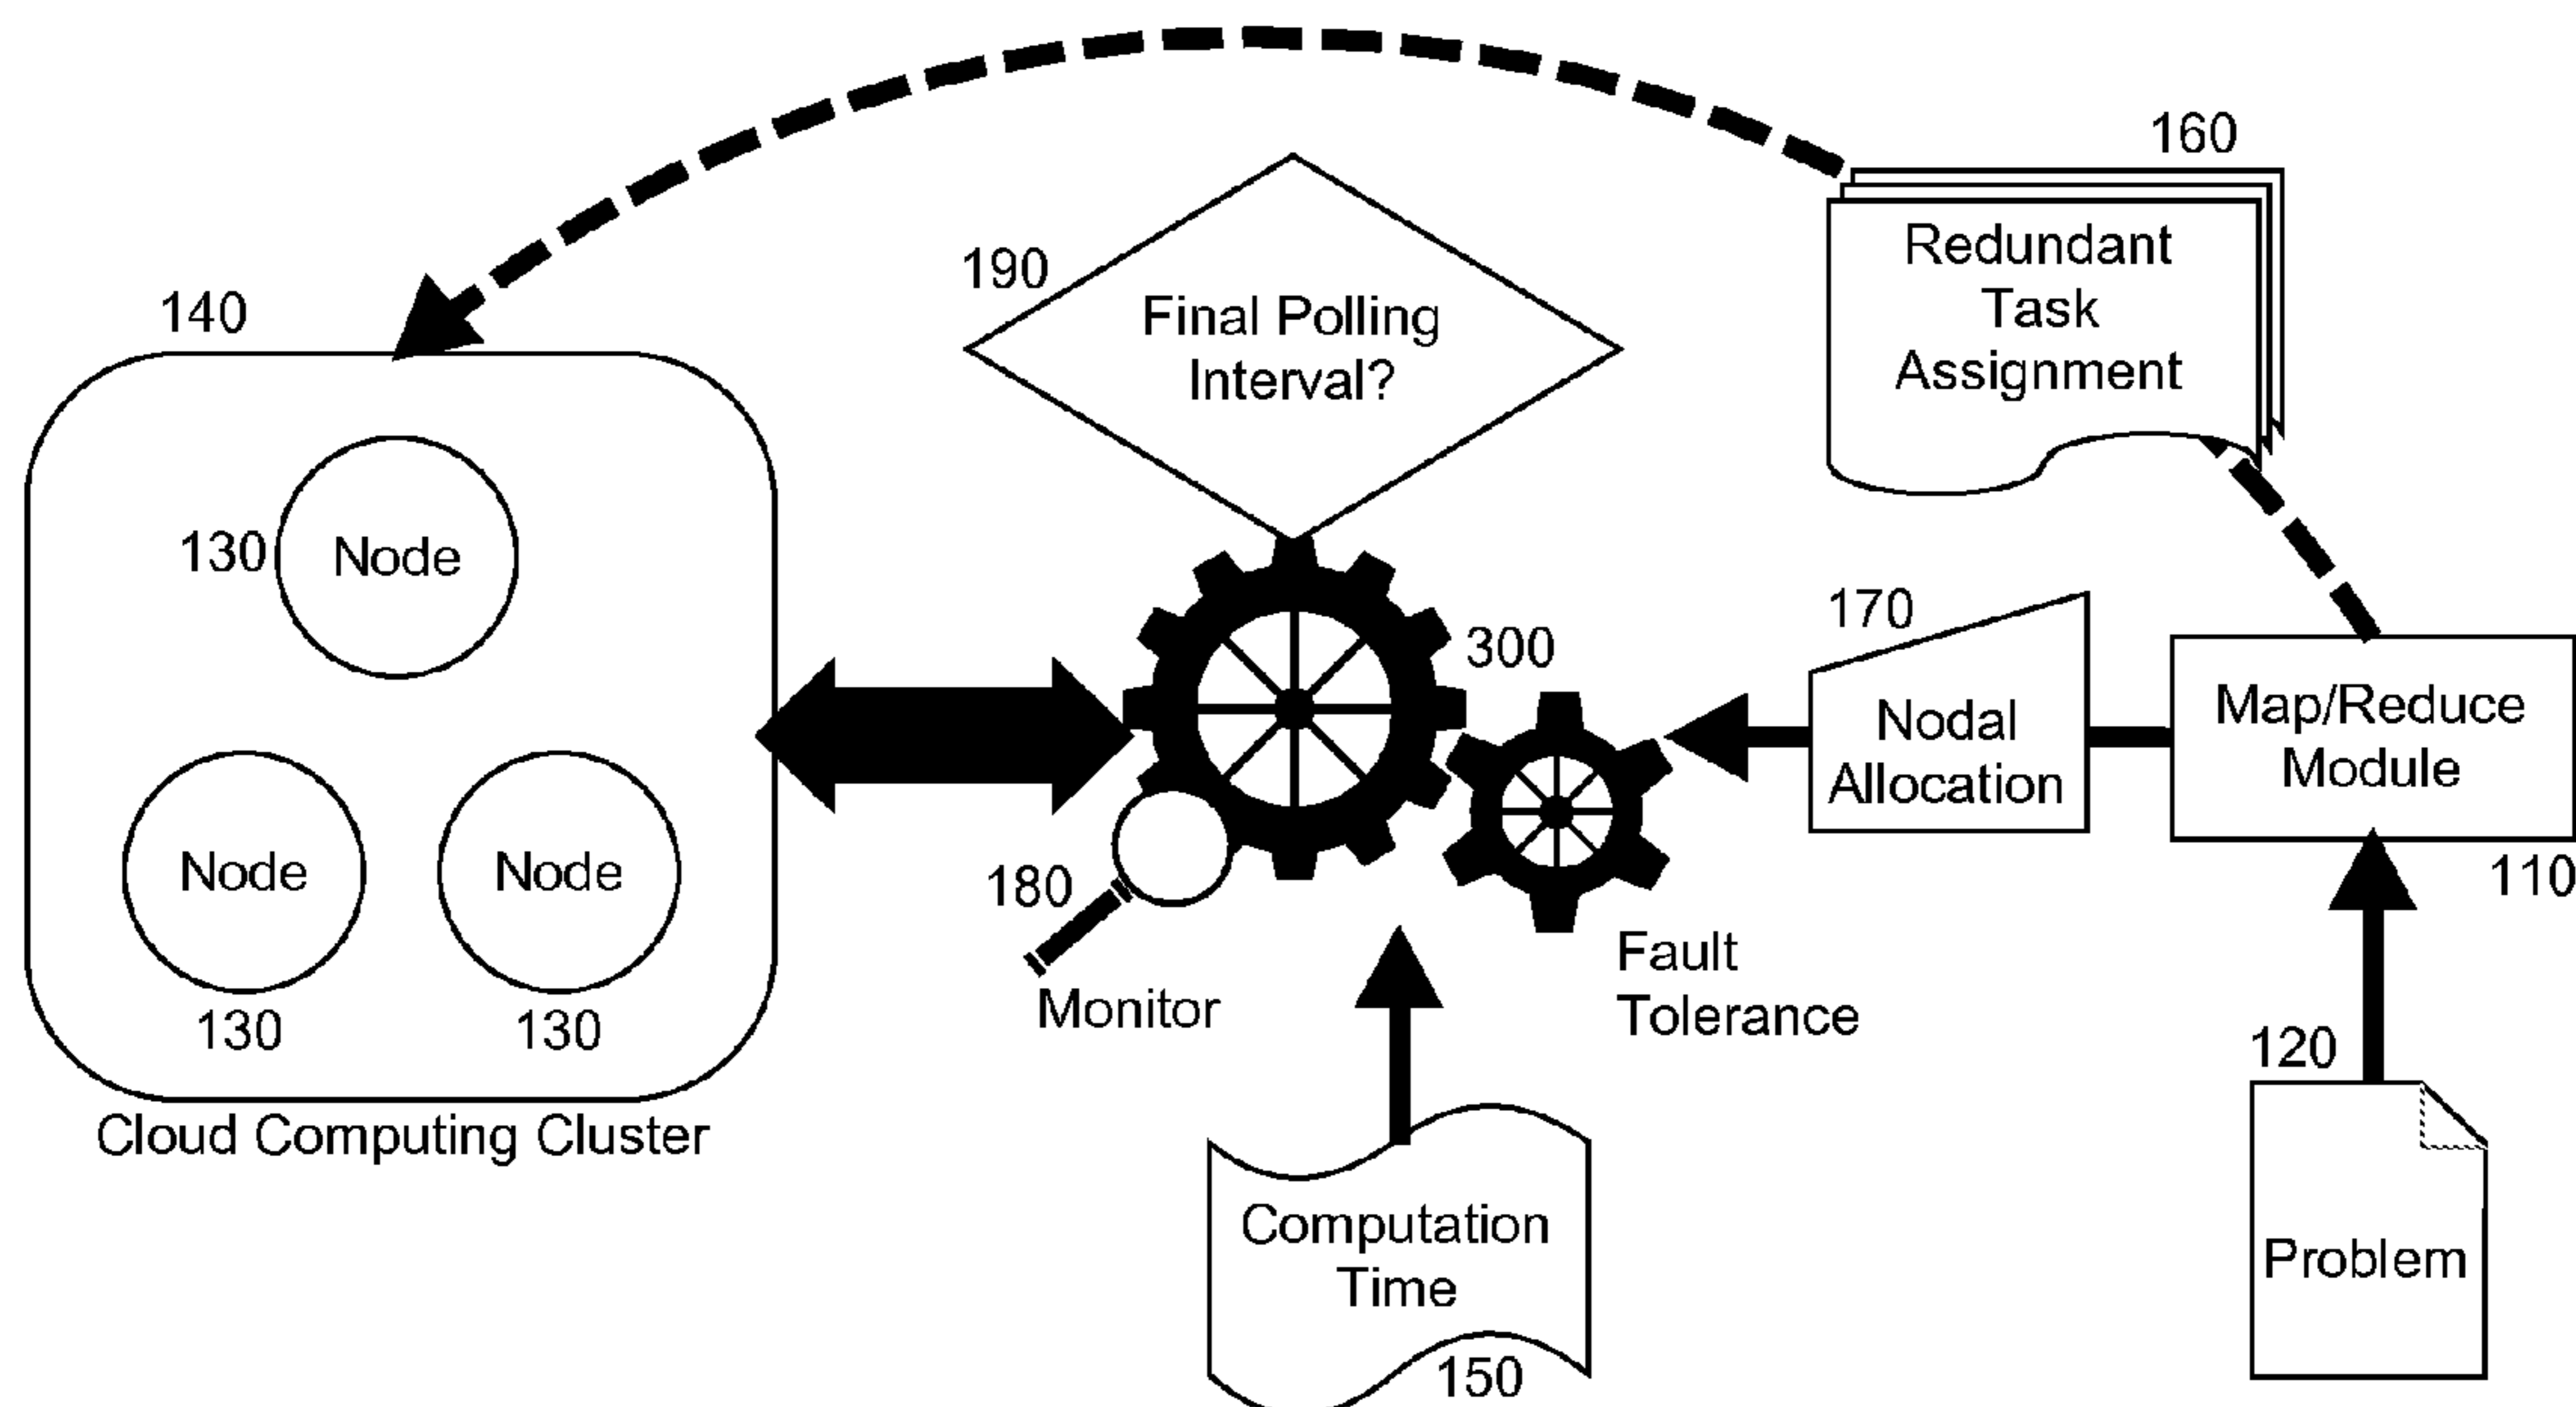 160
Redundant
Task
Assignment
190
Final Polling
Interval?
140
130
Node
170
300
Nodal
Allocation
Map/Reduce
Module
110
Node
Node
130
130
180
Monitor
Fault
Tolerance
Cloud Computing Cluster
120
Problem
Computation
Time
150